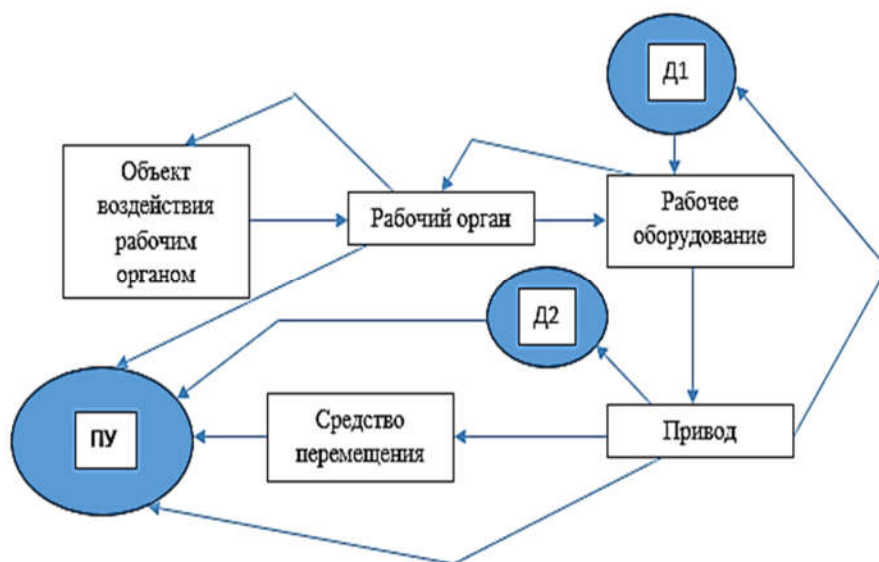 Д1
Объект
воздействия
рабочим
органом
Рабочий орган
Рабочее
оборудование
Д2
ПУ
Средство
перемещения
Привод